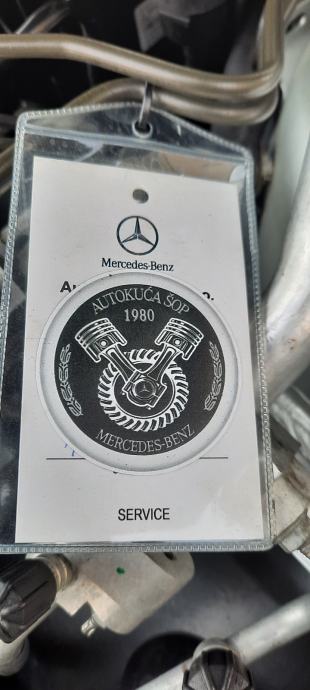 Mercedes-Benz
AUTOKUĆA ŠOP
1980
MERCEDES-BENZ
SERVICE